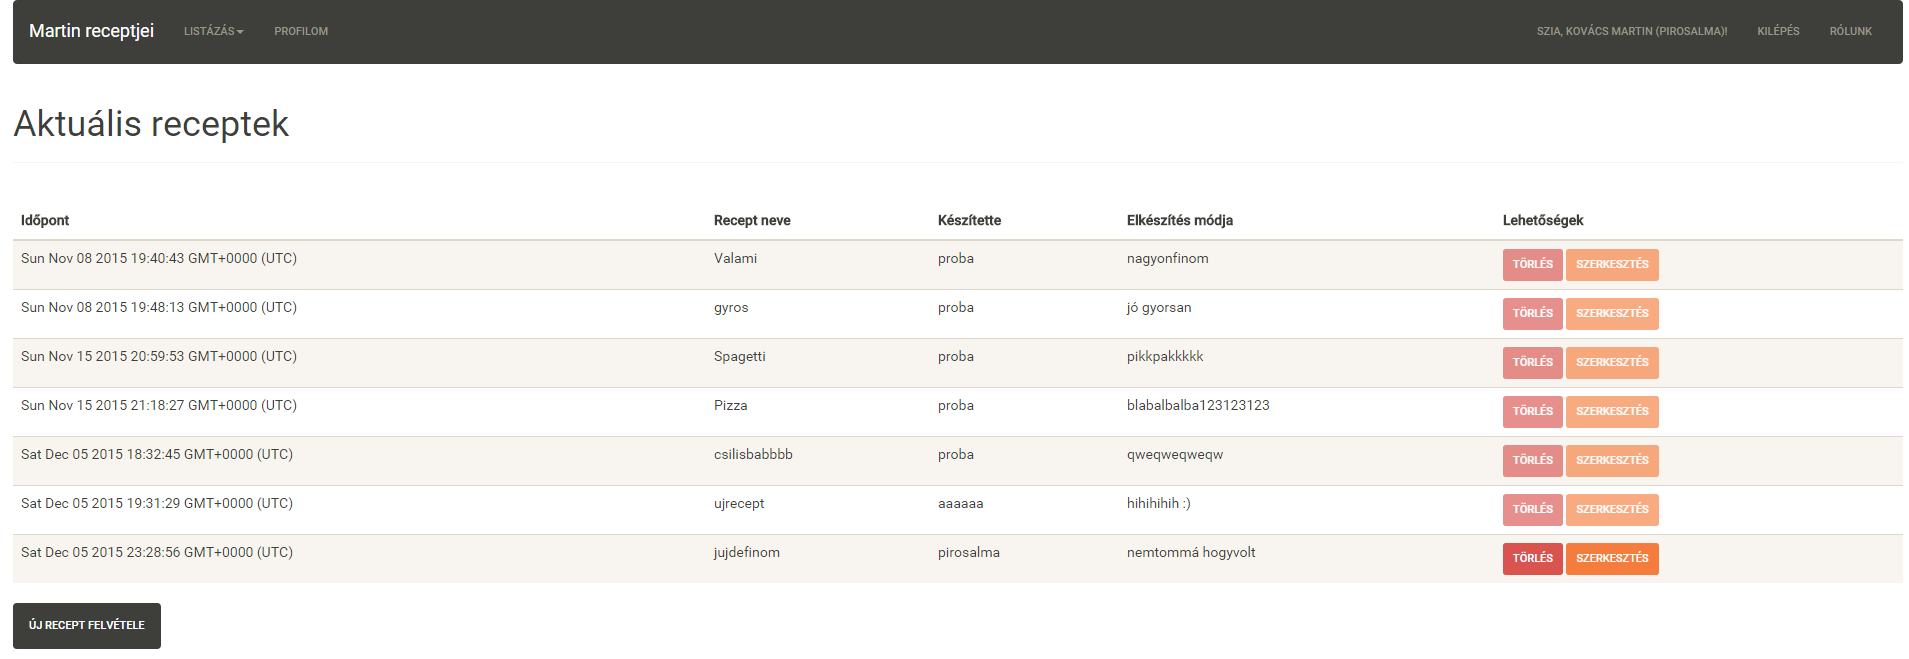 Martin receptjei LISTÁZÁS PROFILOM SZIA, KOVÁCS MARTIN (PIROSALMA)! KILÉPÉS RÓLUNK
Aktuális receptek
Időpont Recept neve Készítette Elkészítés módja Lehetőségek
Sun Nov 08 2015 19:40:43 GMT+0000 (UTC) Valami proba nagyonfinom TÖRLÉS SZERKESZTÉS
Sun Nov 08 2015 19:48:13 GMT+0000 (UTC) gyros proba jó gyorsan TÖRLÉS SZERKESZTÉS
Sun Nov 15 2015 20:59:53 GMT+0000 (UTC) Spagetti proba pikkpakkkkk TÖRLÉS SZERKESZTÉS
Sun Nov 15 2015 21:18:27 GMT+0000 (UTC) Pizza proba blabalbalba123123123 TÖRLÉS SZERKESZTÉS
Sat Dec 05 2015 18:32:45 GMT+0000 (UTC) csilisbabbbb proba qweqweqweqw TÖRLÉS SZERKESZTÉS
Sat Dec 05 2015 19:31:29 GMT+0000 (UTC) ujrecept aaaaaa hihihihih :) TÖRLÉS SZERKESZTÉS
Sat Dec 05 2015 23:28:56 GMT+0000 (UTC) jujdefinom pirosalma nemtommá hogyvolt TÖRLÉS SZERKESZTÉS
ÚJ RECEPT FELVÉTELE